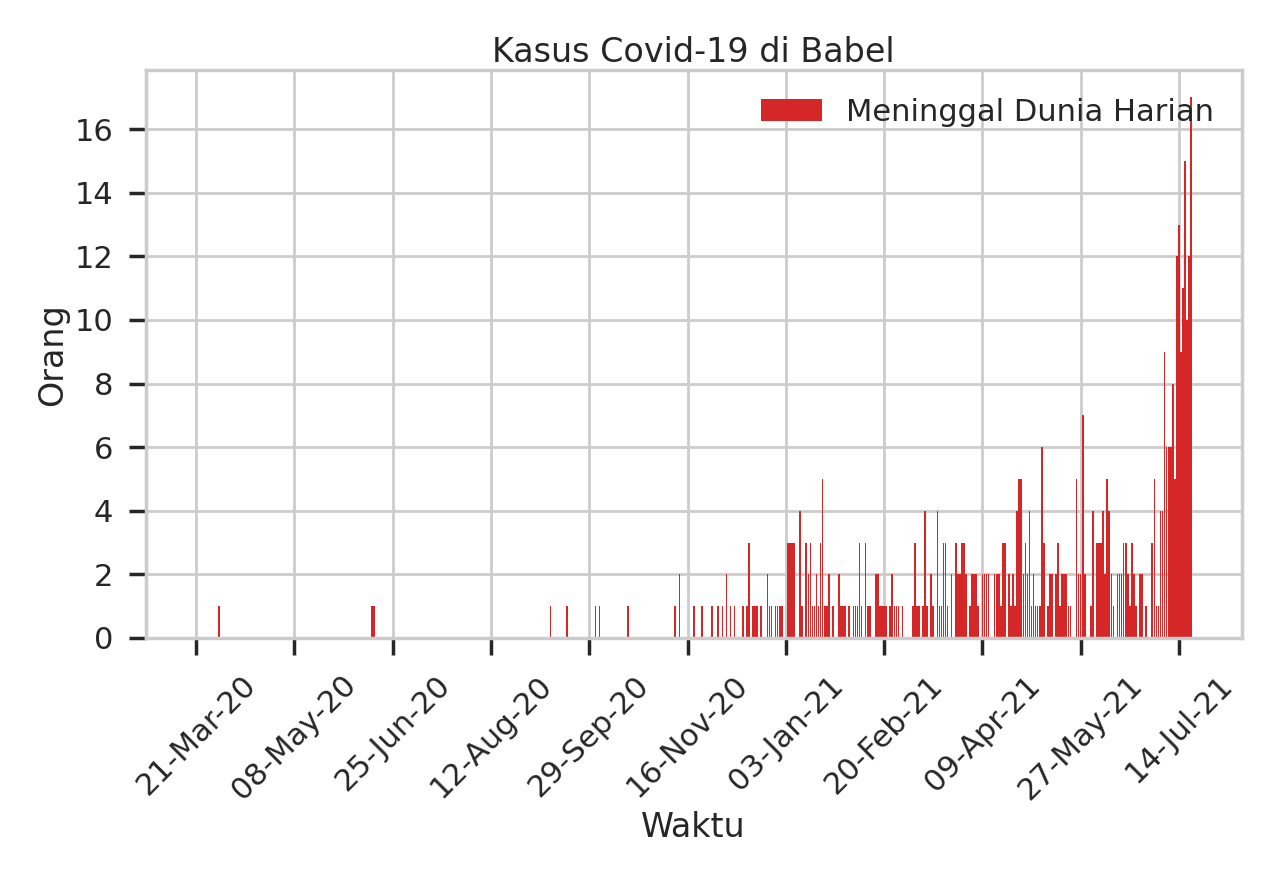 Kasus Covid-19 di Babel
Meninggal Dunia Harian
Orang
16
14
12
10
8
6
4
2
0
21-Mar-20
08-May-20
25-Jun-20
12-Aug-20
29-Sep-20
16-Nov-20
03-Jan-21
20-Feb-21
09-Apr-21
27-May-21
14-Jul-21
Waktu